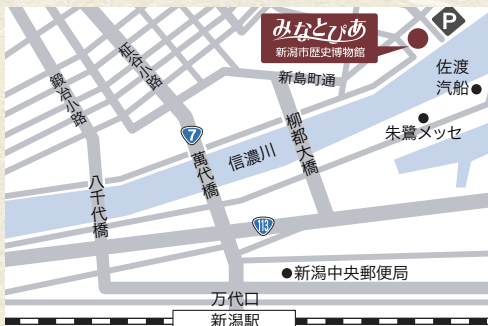 みなとぴあ
新潟市歴史博物館
P
佐渡
汽船
新島町通
朱鷺メッセ
鍛冶小路
柾谷小路
7
萬代橋
信濃川
柳都大橋
八千代橋
113
新潟中央郵便局
万代口
新潟駅